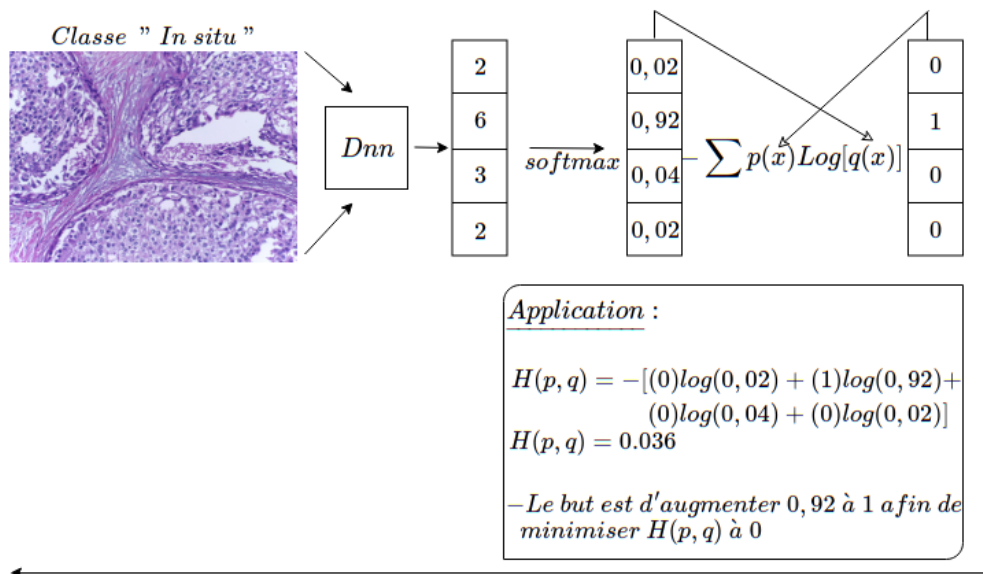 Classe " In situ "
Dnn
2
6
3
2
softmax
0, 02
0, 92
0, 04
0, 02
− ∑ p(x)Log[q(x)]
0
1
0
0
Application :
H(p, q) = −[(0)log(0, 02) + (1)log(0, 92)+
(0)log(0, 04) + (0)log(0, 02)]
H(p, q) = 0.036
−Le but est d'augmenter 0, 92 à 1 afin de
minimiser H(p, q) à 0